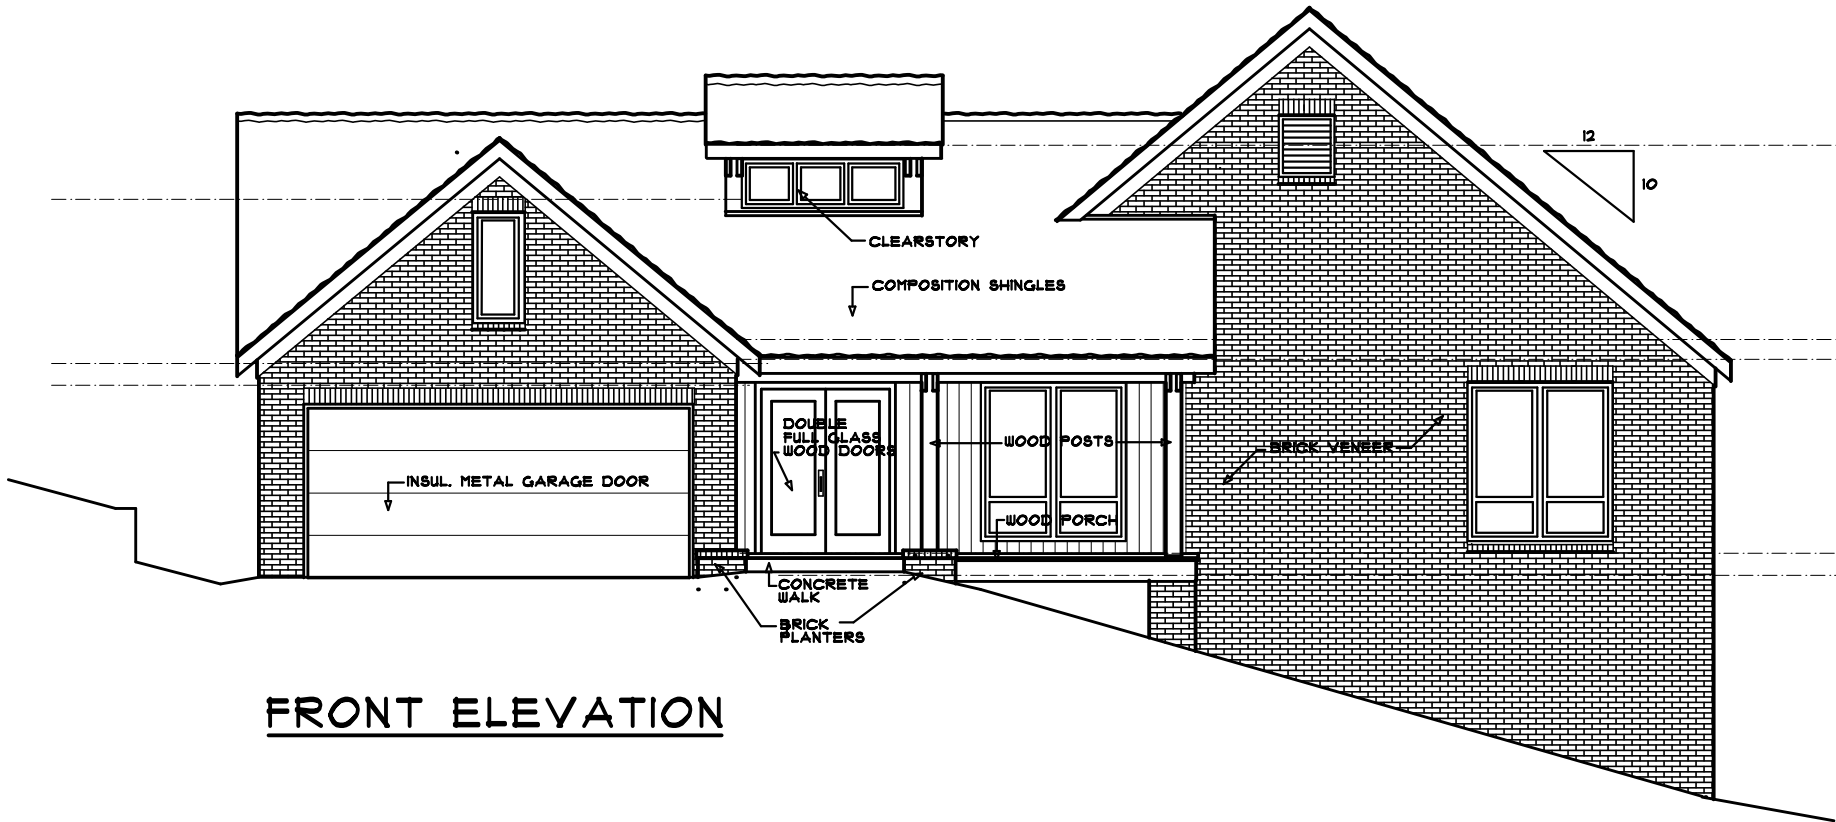 12
10
CLEARSTORY
COMPOSITION SHINGLES
DOUBLE
FULL GLASS
WOOD DOORS
WOOD POSTS
BRICK VENEER
INSUL. METAL GARAGE DOOR
WOOD PORCH
CONCRETE
WALK
BRICK
PLANTERS
FRONT ELEVATION